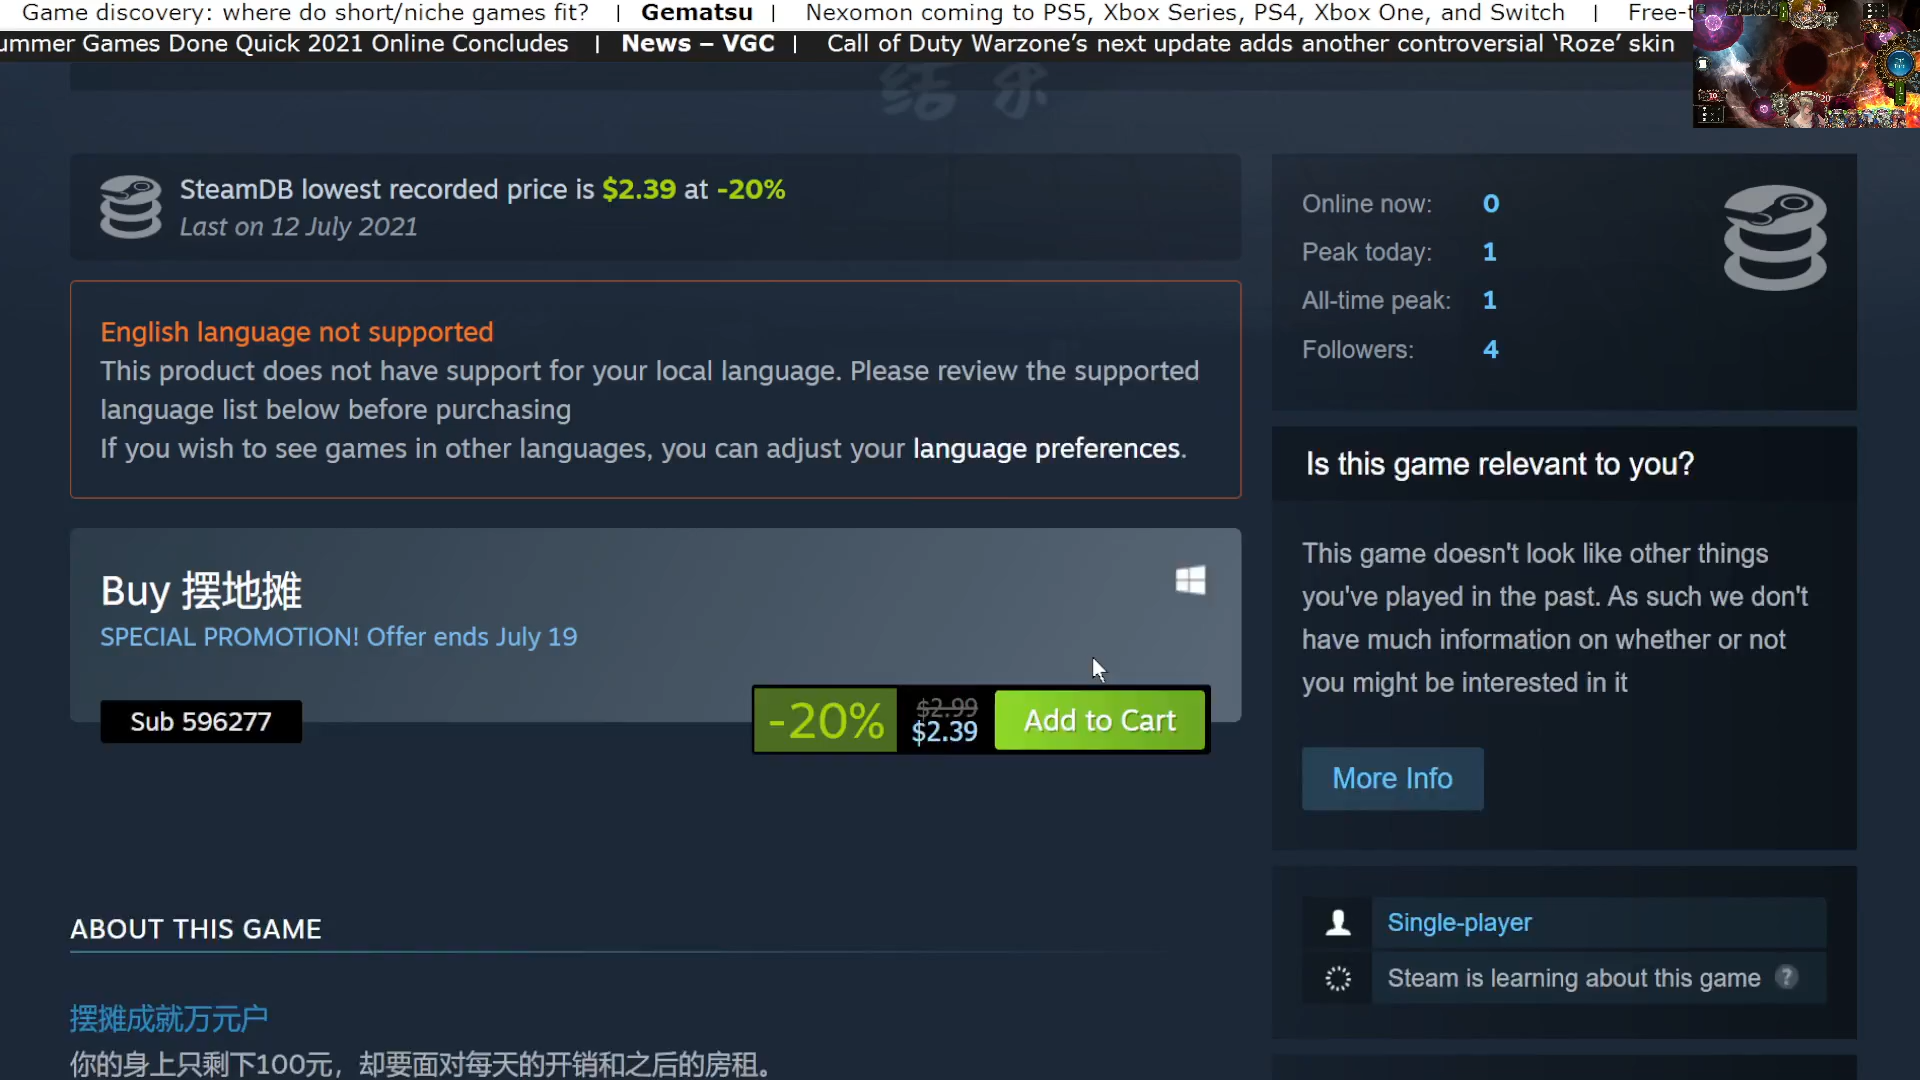 Game discovery: where do short/niche games fit? | Gematsu | Nexomon coming to PS5, Xbox Series, PS4, Xbox One, and Switch | Free-t
ummer Games Done Quick 2021 Online Concludes | News – VGC | Call of Duty Warzone’s next update adds another controversial ‘Roze’ skin
SteamDB lowest recorded price is $2.39 at -20%
Last on 12 July 2021
English language not supported
This product does not have support for your local language. Please review the supported
language list below before purchasing
If you wish to see games in other languages, you can adjust your language preferences.
Buy 摆地摊
SPECIAL PROMOTION! Offer ends July 19
Sub 596277
-20%
$2.99
$2.39
Add to Cart
ABOUT THIS GAME
摆摊成就万元户
你的身上只剩下100元，却要面对每天的开销和之后的房租。
Online now: 0
Peak today: 1
All-time peak: 1
Followers: 4
Is this game relevant to you?
This game doesn't look like other things
you've played in the past. As such we don't
have much information on whether or not
you might be interested in it
More Info
Single-player
Steam is learning about this game ?